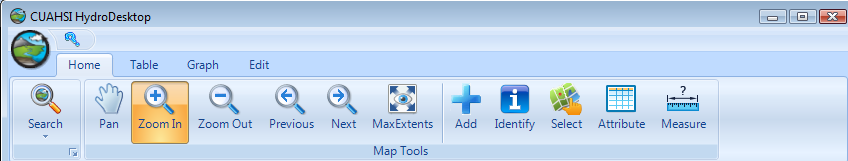 CUAHSI HydroDesktop
Home Table Graph Edit
Search Pan Zoom In Zoom Out Previous Next MaxExtents Add Identify Select Attribute ? Measure
Map Tools